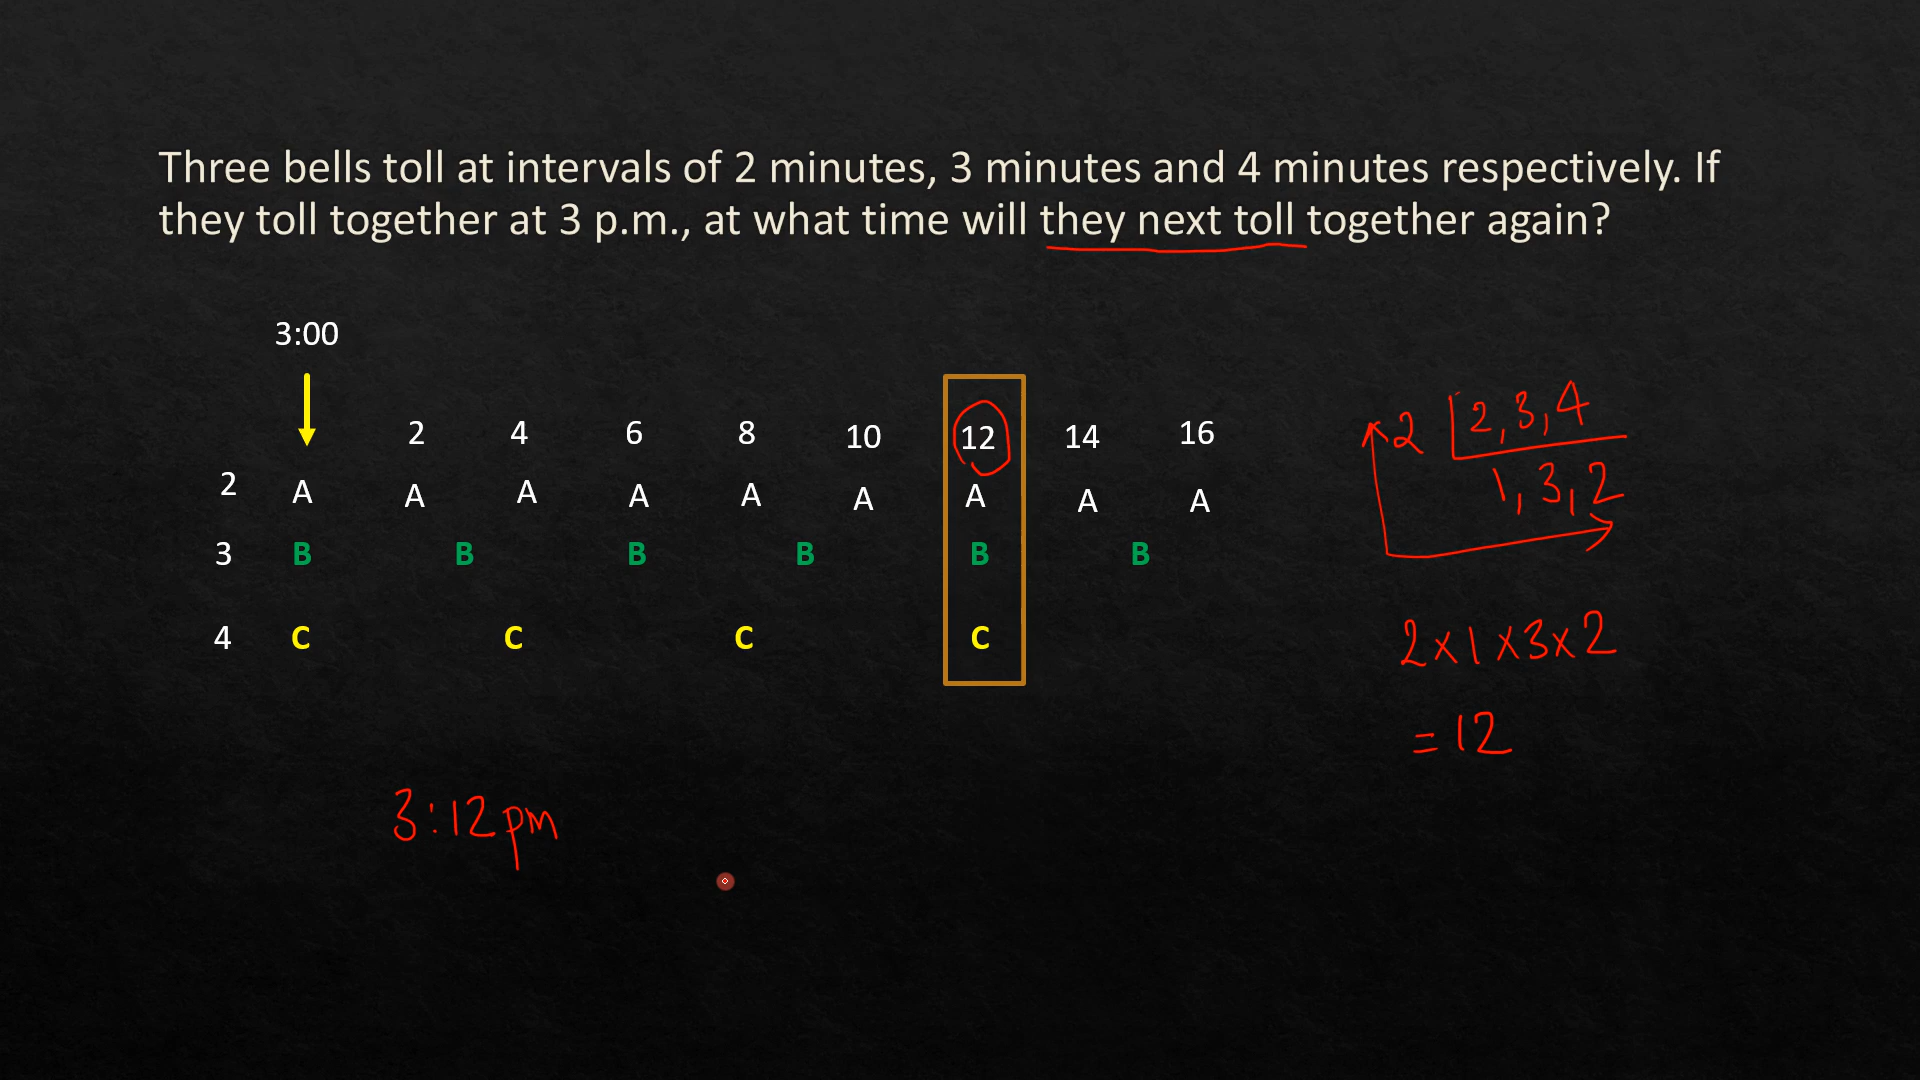 Three bells toll at intervals of 2 minutes, 3 minutes and 4 minutes respectively. If
they toll together at 3 p.m., at what time will they next toll together again?
3:00
2 4 6 8 10 12 14 16
2 A A A A A A A A A
3 B B B B B B
4 C C C C
2 2,3,4
1,3,2
2×1×3×2
=12
3:12pm